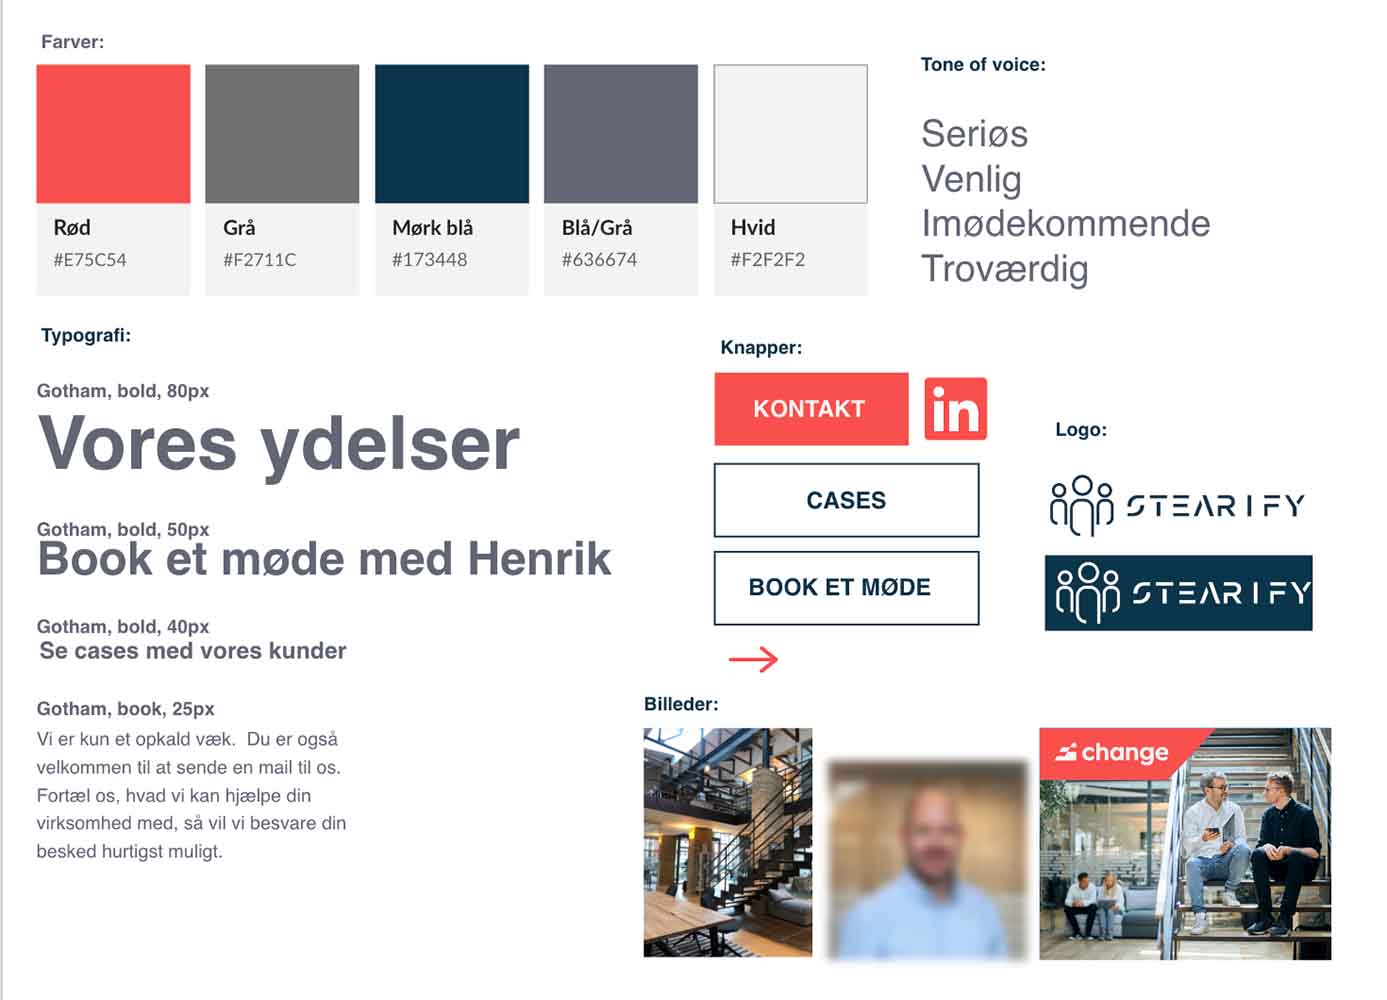 Farver:
Rød
#E75C54
Grå
#F2711C
Mørk blå
#173448
Blå/Grå
#636674
Hvid
#F2F2F2
Tone of voice:
Seriøs
Venlig
Imødekommende
Troværdig
Typografi:
Gotham, bold, 80px
Vores ydelser
Gotham, bold, 50px
Book et møde med Henrik
Gotham, bold, 40px
Se cases med vores kunder
Gotham, book, 25px
Vi er kun et opkald væk.  Du er også
velkommen til at sende en mail til os.
Fortæl os, hvad vi kan hjælpe din
virksomhed med, så vil vi besvare din
besked hurtigst muligt.
Knapper:
KONTAKT
in
CASES
BOOK ET MØDE
Logo:
STEARIFY
STEARIFY
Billeder:
change